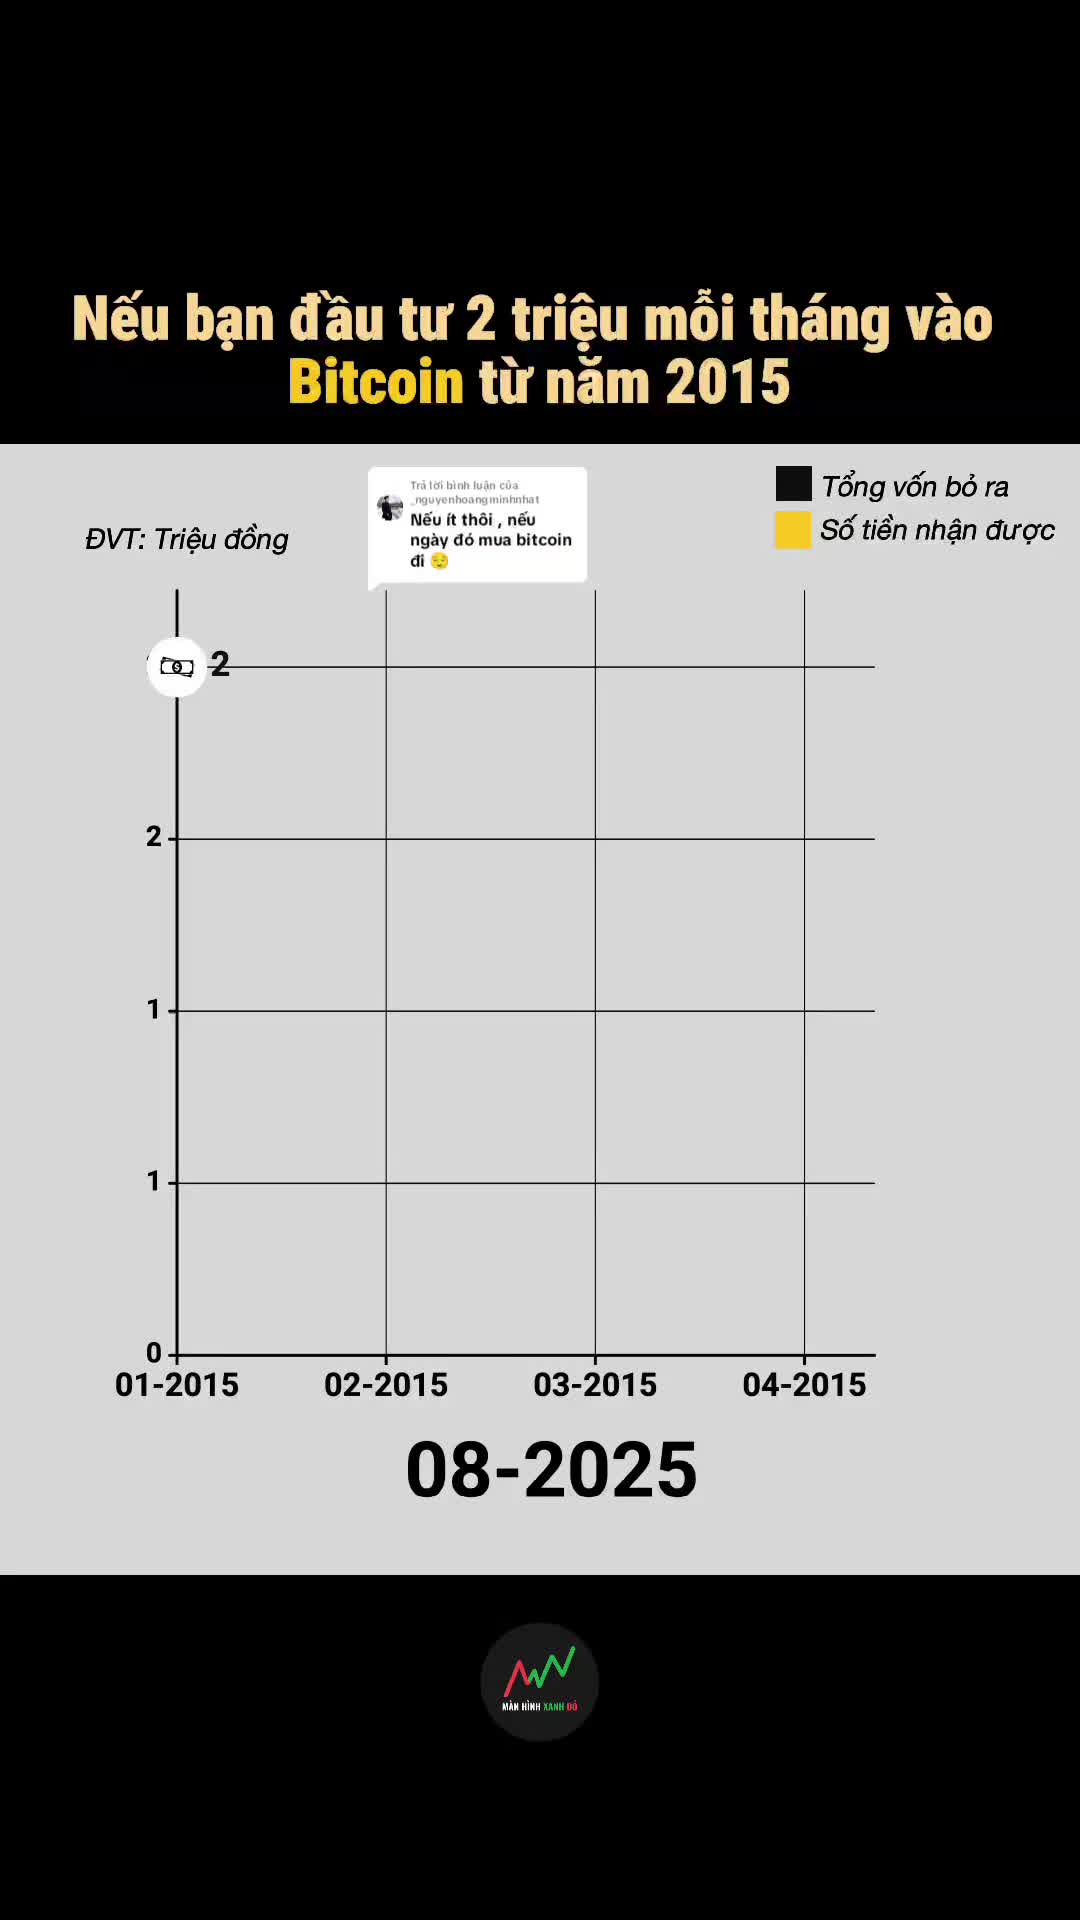 Nếu bạn đầu tư 2 triệu mỗi tháng vào
Bitcoin từ năm 2015
Trả lời bình luận của
_nguyenhoangminhnhat
Nếu ít thôi , nếu
ngày đó mua bitcoin
đi 😔
Tổng vốn bỏ ra
Số tiền nhận được
ĐVT: Triệu đồng
2
2
1
1
0
01-2015 02-2015 03-2015 04-2015
08-2025
MÀN HÌNH XANH ĐỎ